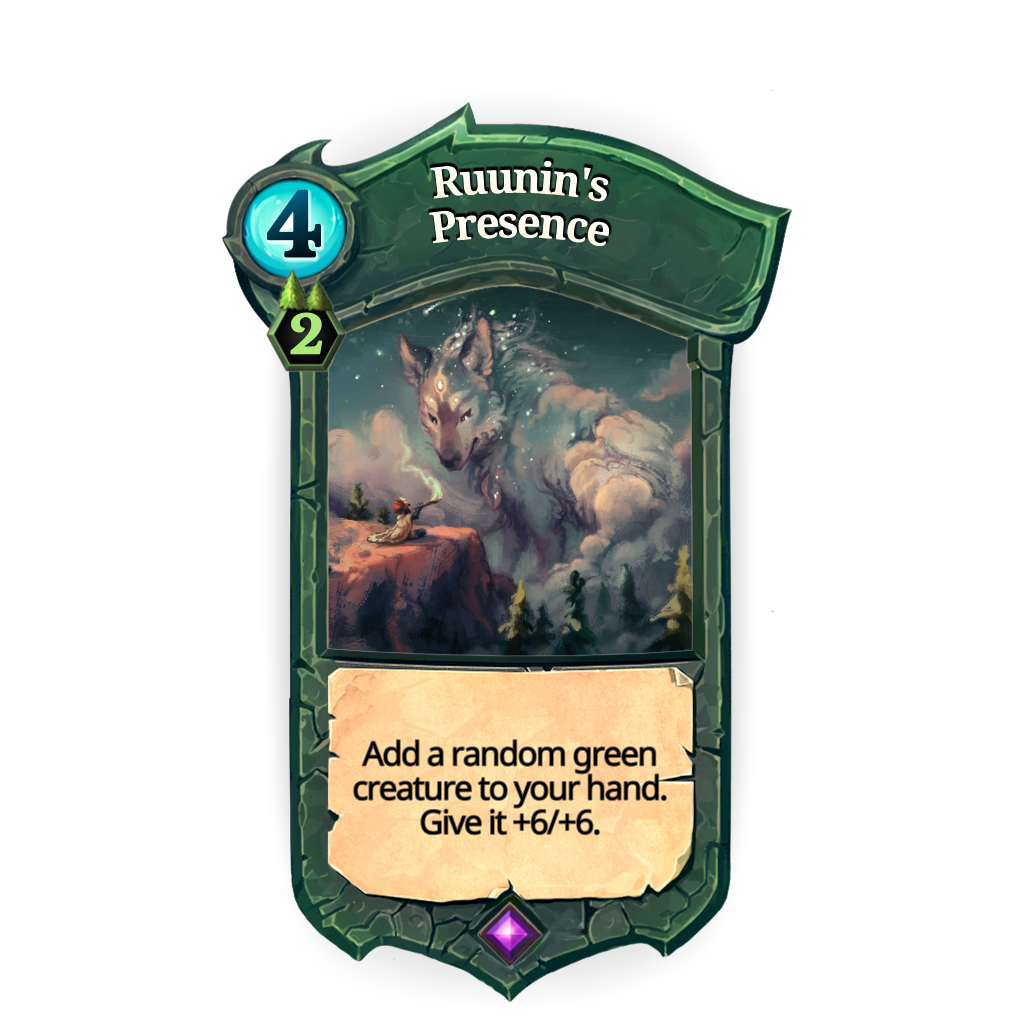 Ruunin's
Presence
4
2
Add a random green
creature to your hand.
Give it +6/+6.